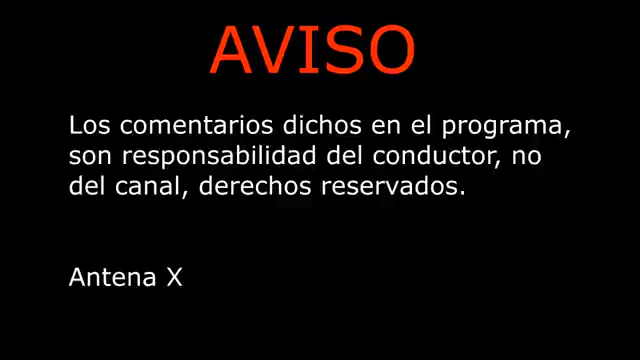 AVISO
Los comentarios dichos en el programa,
son responsabilidad del conductor, no
del canal, derechos reservados.
Antena X